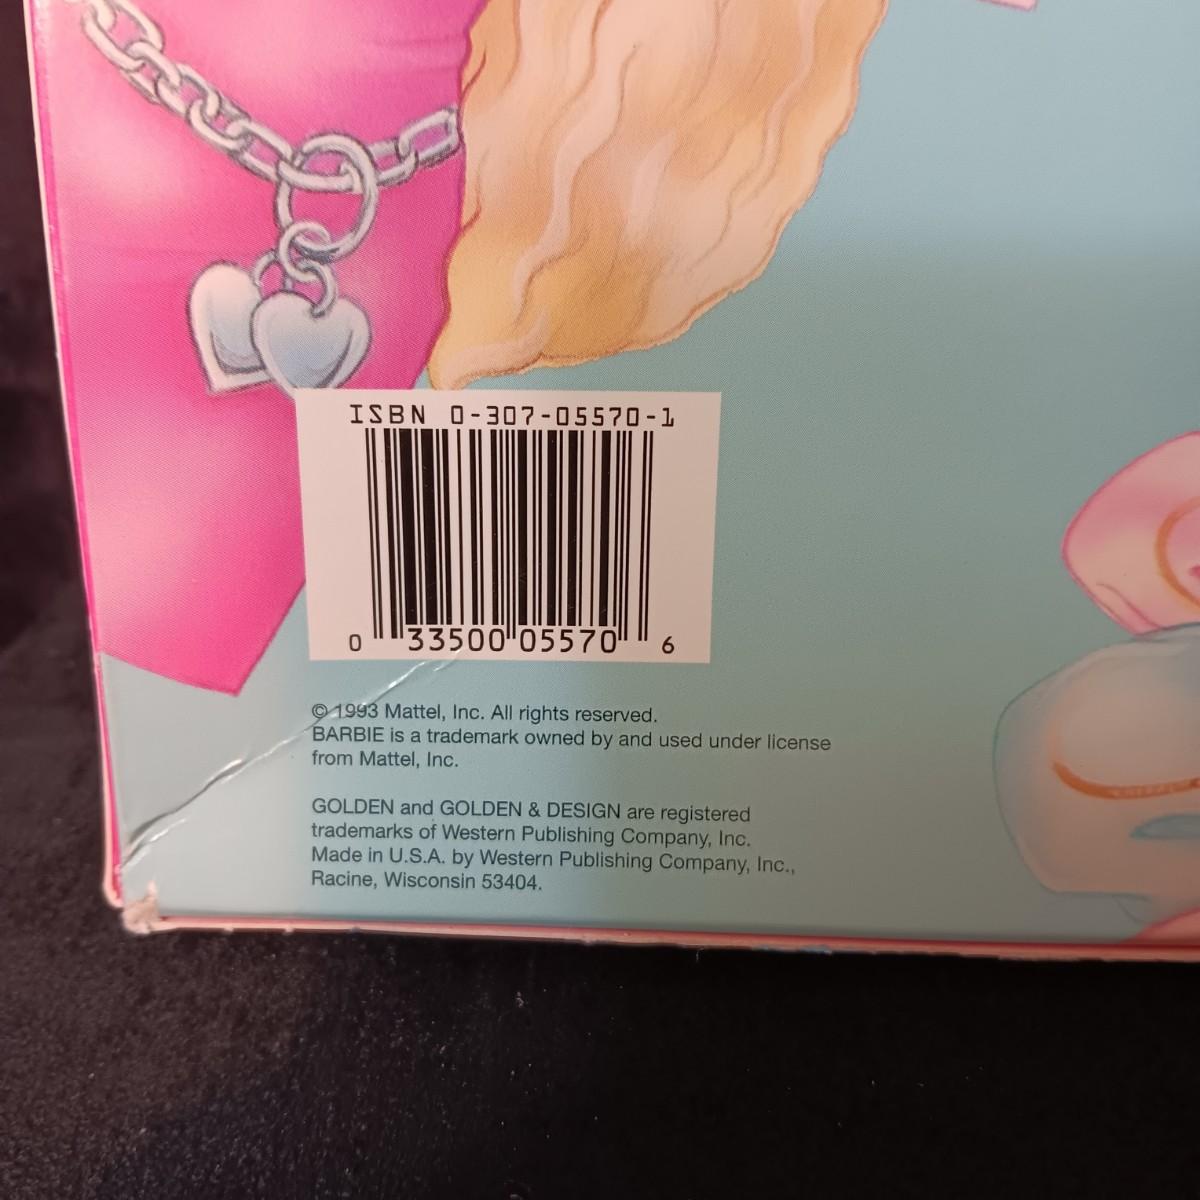 ISBN 0-307-05570-1
0 33500 05570 6
© 1993 Mattel, Inc. All rights reserved.
BARBIE is a trademark owned by and used under license
from Mattel, Inc.
GOLDEN and GOLDEN & DESIGN are registered
trademarks of Western Publishing Company, Inc.
Made in U.S.A. by Western Publishing Company, Inc.,
Racine, Wisconsin 53404.